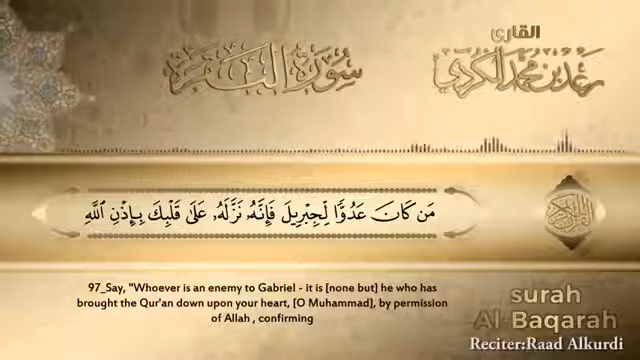 القارئ
رعد بن محمد الكردي
سورة البقرة
مَن كَانَ عَدُوًّا لِّجِبْرِيلَ فَإِنَّهُۥ نَزَّلَهُۥ عَلَىٰ قَلْبِكَ بِإِذْنِ ٱللَّهِ
97_Say, "Whoever is an enemy to Gabriel - it is [none but] he who has
brought the Qur'an down upon your heart, [O Muhammad], by permission
of Allah , confirming
surah
Al-Baqarah
Reciter:Raad Alkurdi